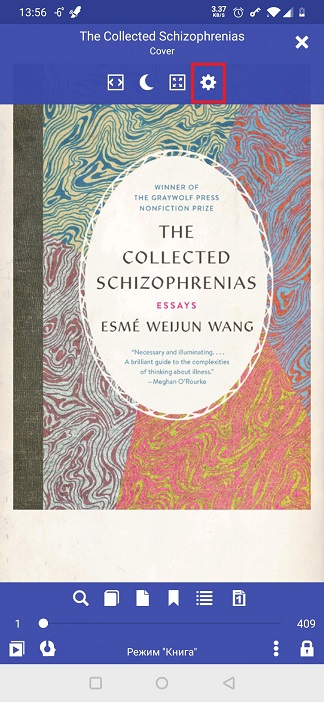 13:56 -6° 3.37 KB/s
The Collected Schizophrenias
Cover
WINNER OF
THE GRAYWOLF PRESS
NONFICTION PRIZE
THE
COLLECTED
SCHIZOPHRENIAS
ESSAYS
ESMÉ WEIJUN WANG
"Necessary and illuminating. . . .
A brilliant guide to the complexities
of thinking about illness."
—Meghan O'Rourke
1 409
Режим "Книга"